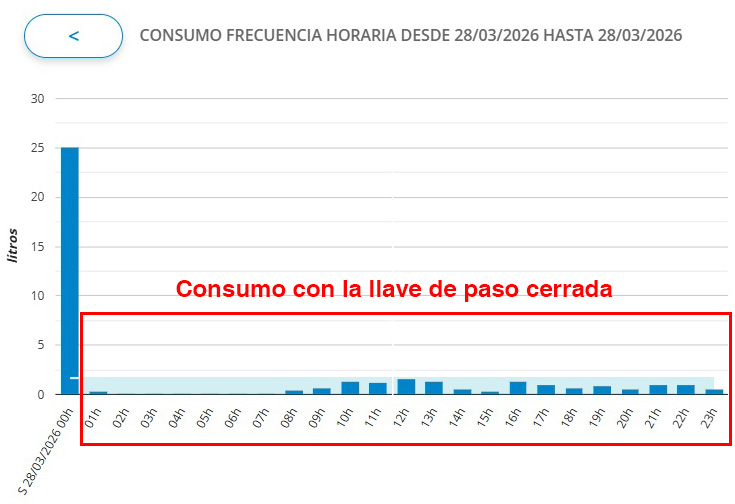 <
CONSUMO FRECUENCIA HORARIA DESDE 28/03/2026 HASTA 28/03/2026
30
25
20
15
10
5
0
litros
Consumo con la llave de paso cerrada
S 28/03/2026 00h
01h
02h
03h
04h
05h
06h
07h
08h
09h
10h
11h
12h
13h
14h
15h
16h
17h
18h
19h
20h
21h
22h
23h